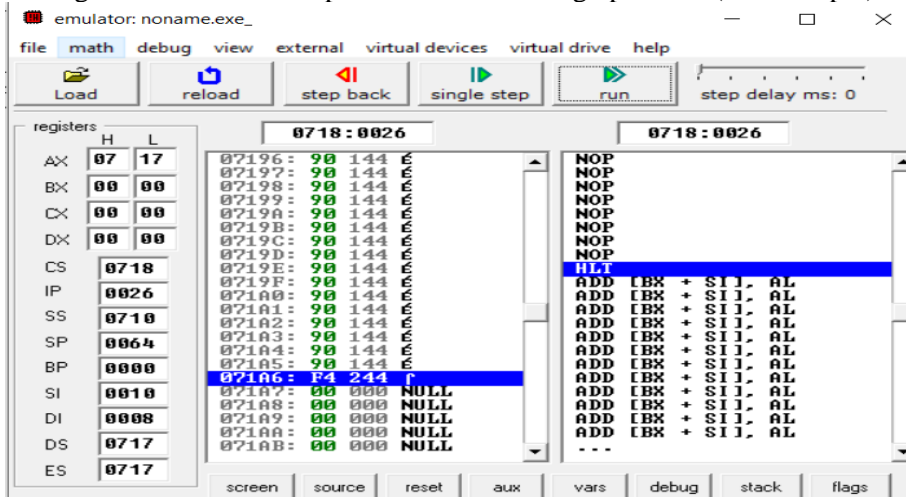 emulator: noname.exe_
file math debug view external virtual devices virtual drive help
Load reload step back single step run step delay ms: 0
registers
H L
AX 07 17
BX 00 00
CX 00 00
DX 00 00
CS 0718
IP 0026
SS 0710
SP 0064
BP 0000
SI 0010
DI 0008
DS 0717
ES 0717
0718:0026
07196: 90 144 É
07197: 90 144 É
07198: 90 144 É
07199: 90 144 É
0719A: 90 144 É
0719B: 90 144 É
0719C: 90 144 É
0719D: 90 144 É
0719E: 90 144 É
0719F: 90 144 É
071A0: 90 144 É
071A1: 90 144 É
071A2: 90 144 É
071A3: 90 144 É
071A4: 90 144 É
071A5: 90 144 É
071A6: F4 244 ⌠
071A7: 00 000 NULL
071A8: 00 000 NULL
071A9: 00 000 NULL
071AA: 00 000 NULL
071AB: 00 000 NULL
0718:0026
NOP
NOP
NOP
NOP
NOP
NOP
NOP
NOP
HLT
ADD [BX + SI], AL
ADD [BX + SI], AL
ADD [BX + SI], AL
ADD [BX + SI], AL
ADD [BX + SI], AL
ADD [BX + SI], AL
ADD [BX + SI], AL
ADD [BX + SI], AL
ADD [BX + SI], AL
ADD [BX + SI], AL
ADD [BX + SI], AL
ADD [BX + SI], AL
...
screen source reset aux vars debug stack flags